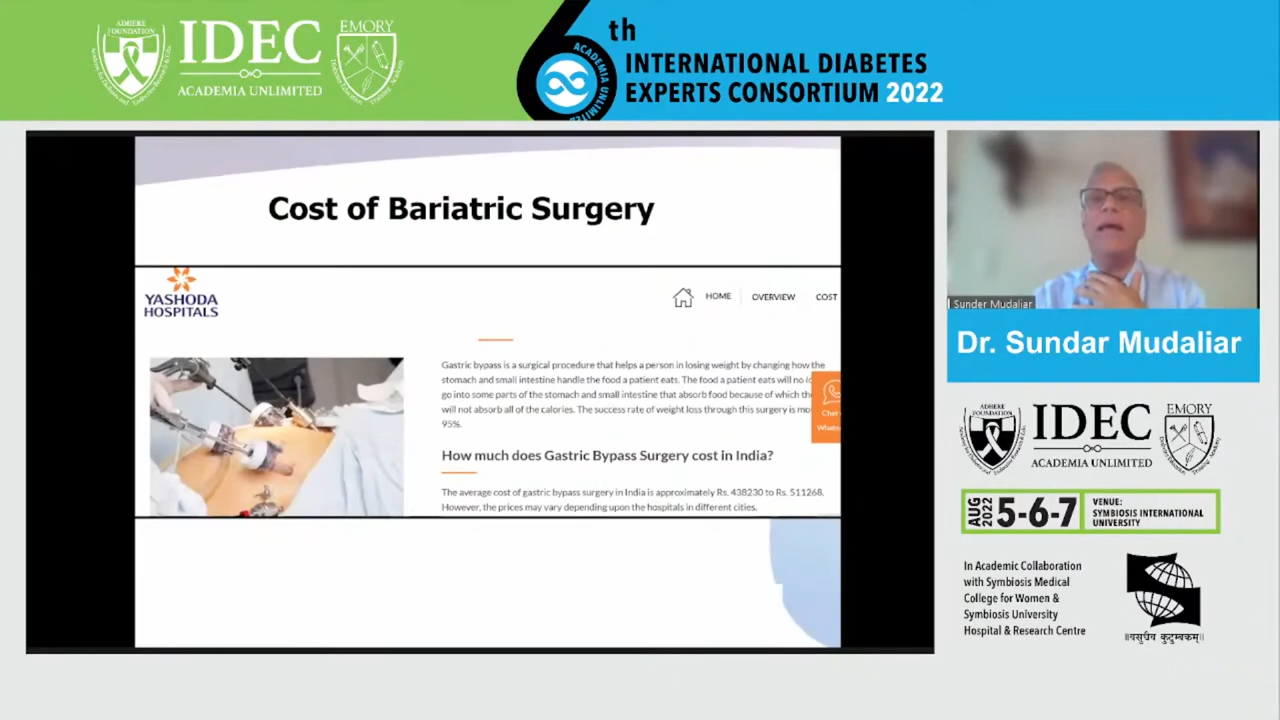 ADHERE
FOUNDATION
IDEC
ACADEMIA UNLIMITED
EMORY
6th
ACADEMIA UNLIMITED
INTERNATIONAL DIABETES
EXPERTS CONSORTIUM 2022
Cost of Bariatric Surgery
YASHODA
HOSPITALS
HOME
OVERVIEW
COST
Gastric bypass is a surgical procedure that helps a person in losing weight by changing how the
stomach and small intestine handle the food a patient eats. The food a patient eats will no
go into some parts of the stomach and small intestine that absorb food because of which
will not absorb all of the calories. The success rate of weight loss through this surgery is
95%.
How much does Gastric Bypass Surgery cost in India?
The average cost of gastric bypass surgery in India is approximately Rs. 438230 to Rs. 511268.
However, the prices may vary depending upon the hospitals in different cities.
Sunder Mudaliar
Dr. Sundar Mudaliar
ADHERE
FOUNDATION
IDEC
ACADEMIA UNLIMITED
EMORY
AUG
2022
5-6-7
VENUE:
SYMBIOSIS INTERNATIONAL
UNIVERSITY
In Academic Collaboration
with Symbiosis Medical
College for Women &
Symbiosis University
Hospital & Research Centre
॥वसुधैव कुटुम्बकम्॥